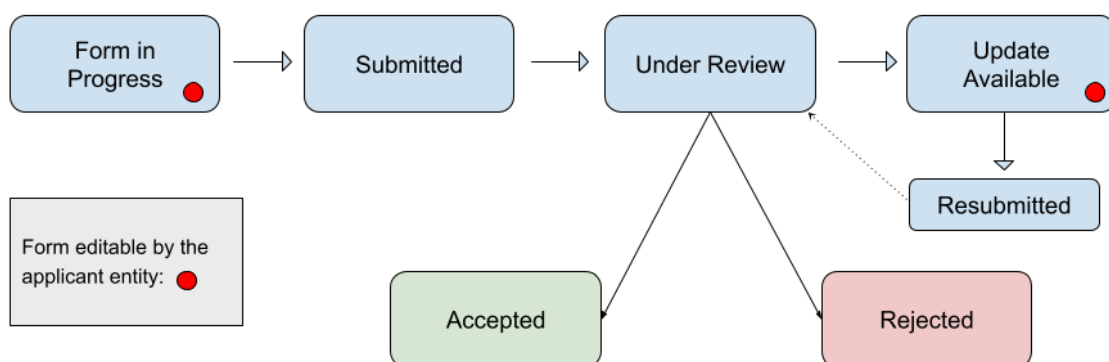 Form in
Progress
Submitted
Under Review
Update
Available
Resubmitted
Form editable by the
applicant entity:
Accepted
Rejected